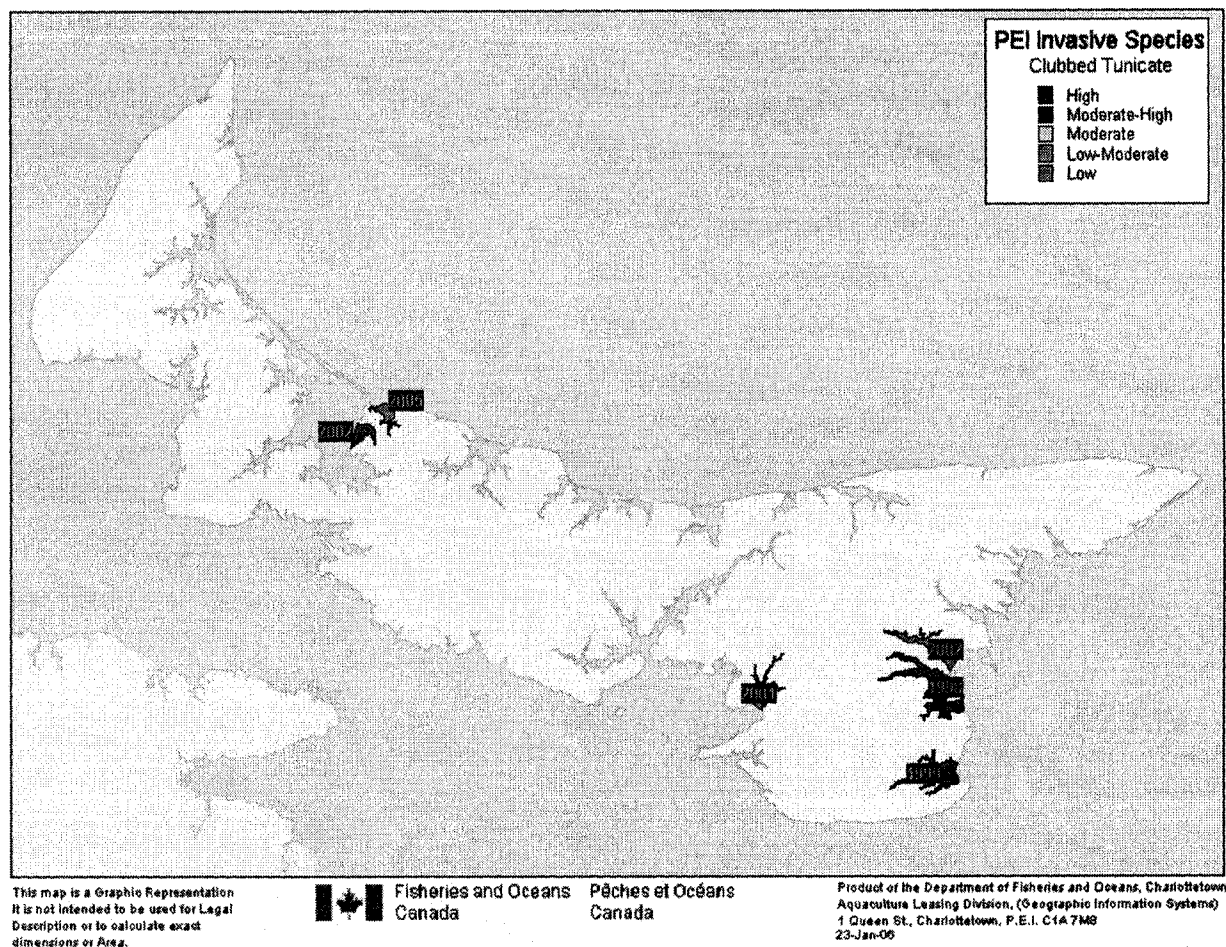 PEI Invasive Species
Clubbed Tunicate
High
Moderate-High
Moderate
Low-Moderate
Low
2005
2002
2001
This map is a Graphic Representation
It is not intended to be used for Legal
Description or to calculate exact
dimensions or Area.
Fisheries and Oceans
Canada
Pêches et Océans
Canada
Product of the Department of Fisheries and Oceans, Charlottetown
Aquaculture Leasing Division, (Geographic Information Systems)
1 Queen St., Charlottetown, P.E.I. C1A 7M8
23-Jan-06